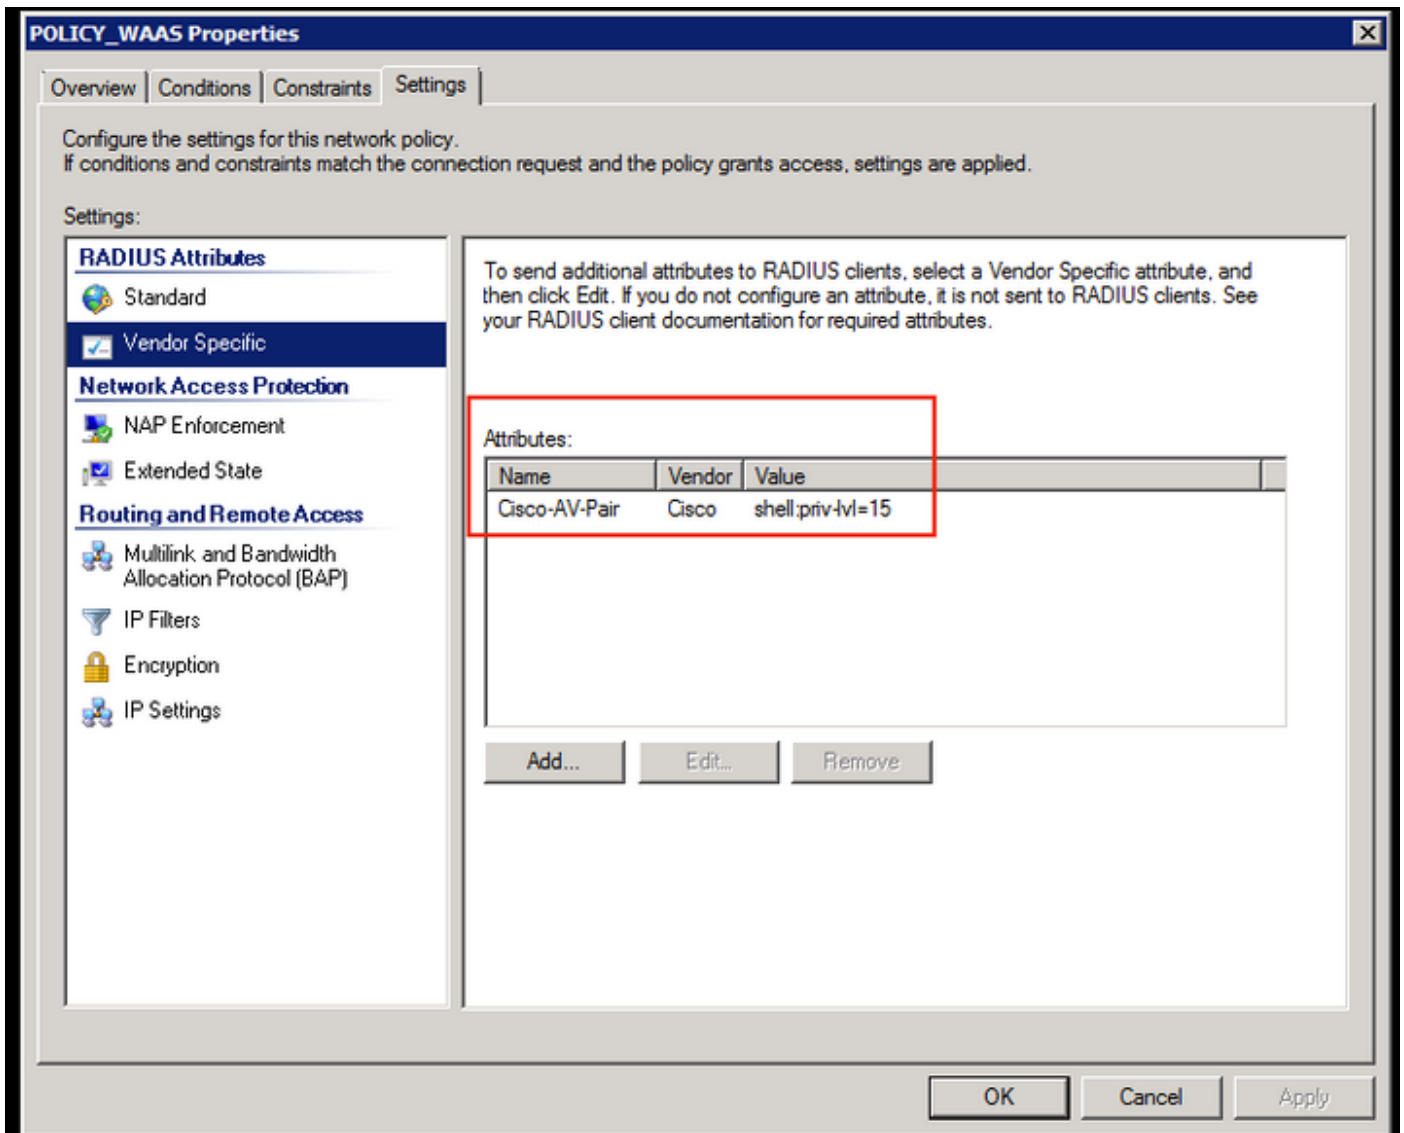 POLICY_WAAS Properties
Overview
Conditions
Constraints
Settings
Configure the settings for this network policy.
If conditions and constraints match the connection request and the policy grants access, settings are applied.
Settings:
RADIUS Attributes
Standard
Vendor Specific
Network Access Protection
NAP Enforcement
Extended State
Routing and Remote Access
Multilink and Bandwidth
Allocation Protocol (BAP)
IP Filters
Encryption
IP Settings
To send additional attributes to RADIUS clients, select a Vendor Specific attribute, and
then click Edit. If you do not configure an attribute, it is not sent to RADIUS clients. See
your RADIUS client documentation for required attributes.
Attributes:
Name Vendor Value
Cisco-AV-Pair Cisco shell:priv-lvl=15
Add...
Edit...
Remove
OK
Cancel
Apply